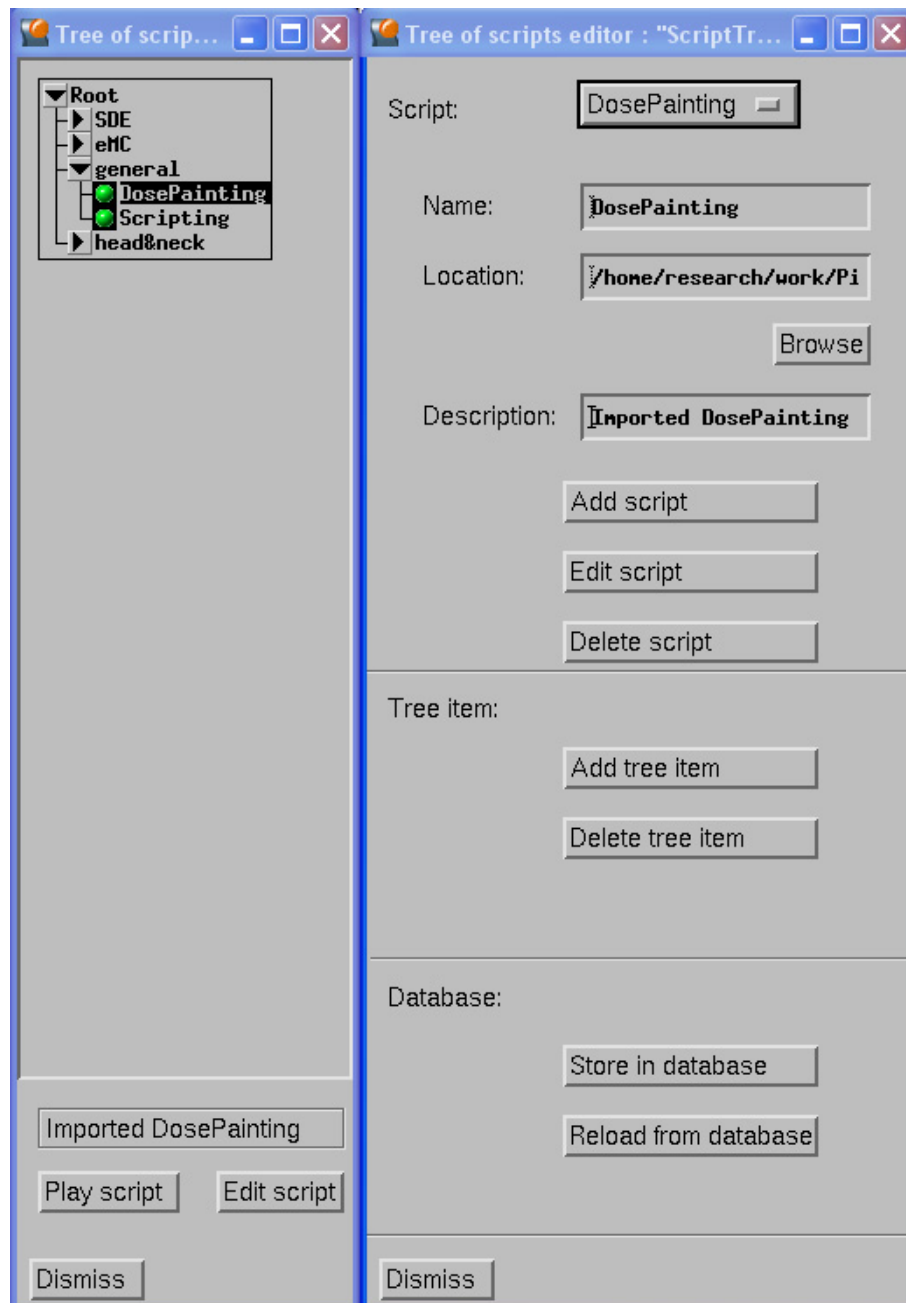 Tree of scrip...
Root
SDE
eMC
general
DosePainting
Scripting
head&neck
Imported DosePainting
Play script
Edit script
Dismiss
Tree of scripts editor : "ScriptTr...
Script:
DosePainting
Name:
DosePainting
Location:
/home/research/work/Pi
Browse
Description:
Imported DosePainting
Add script
Edit script
Delete script
Tree item:
Add tree item
Delete tree item
Database:
Store in database
Reload from database
Dismiss